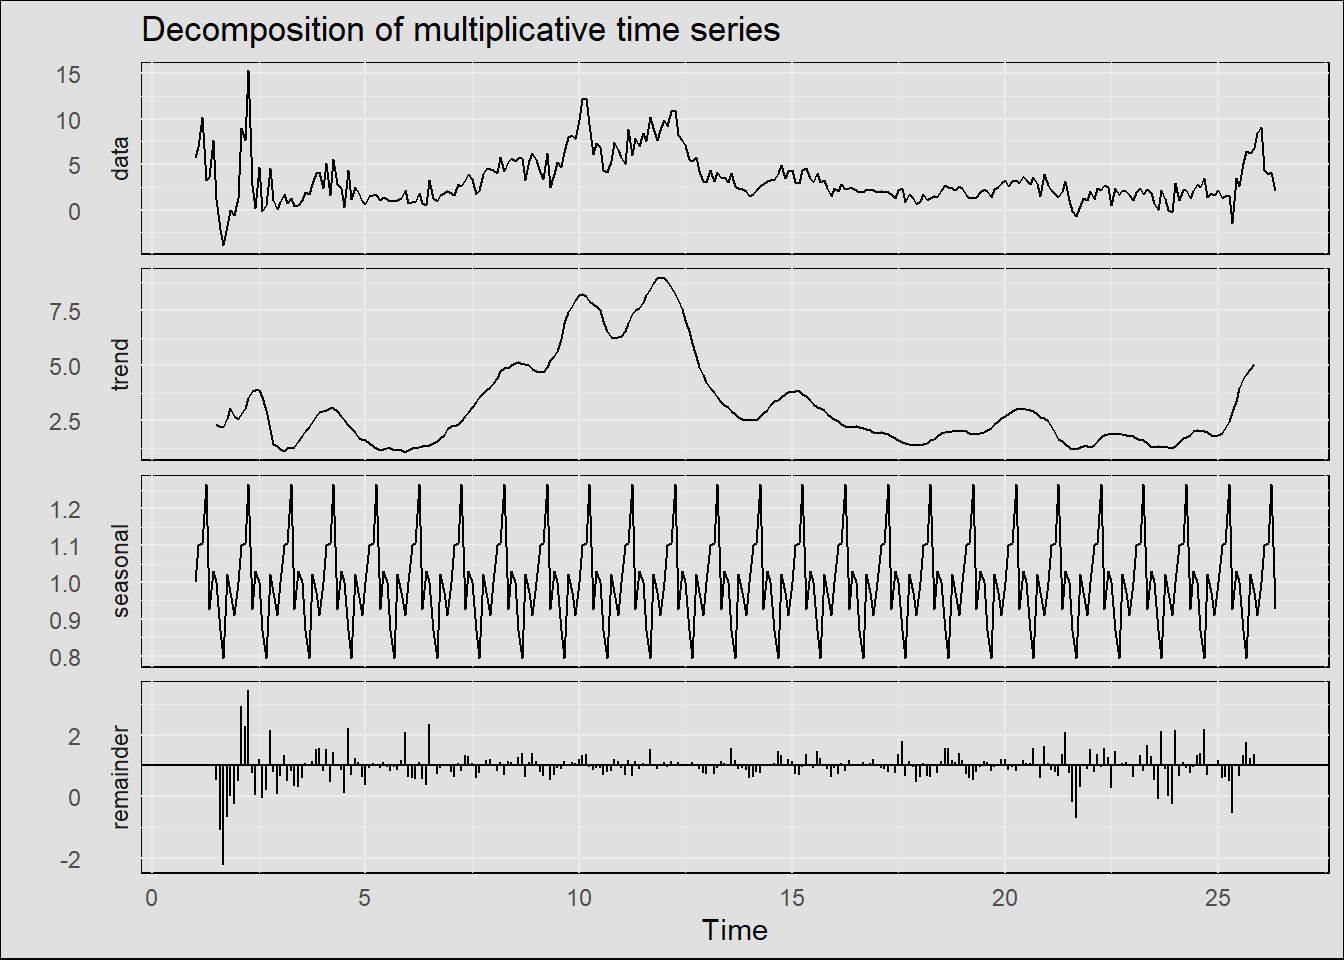 Decomposition of multiplicative time series
15
10
5
0
data
7.5
5.0
2.5
trend
1.2
1.1
1.0
0.9
0.8
seasonal
2
0
-2
remainder
0 5 10 15 20 25
Time